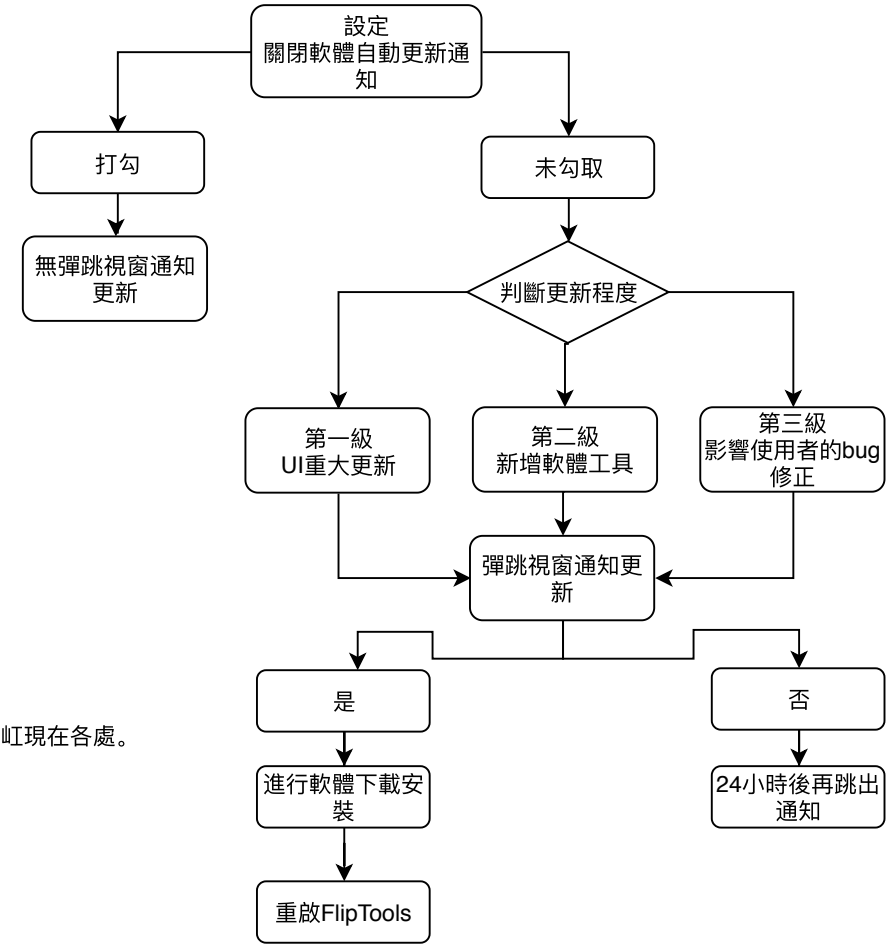 設定
關閉軟體自動更新通
知
打勾
未勾取
無彈跳視窗通知
更新
判斷更新程度
第一級
UI重大更新
第二級
新增軟體工具
第三級
影響使用者的bug
修正
彈跳視窗通知更
新
是
否
虹現在各處。
進行軟體下載安
裝
24小時後再跳出
通知
重啟FlipTools